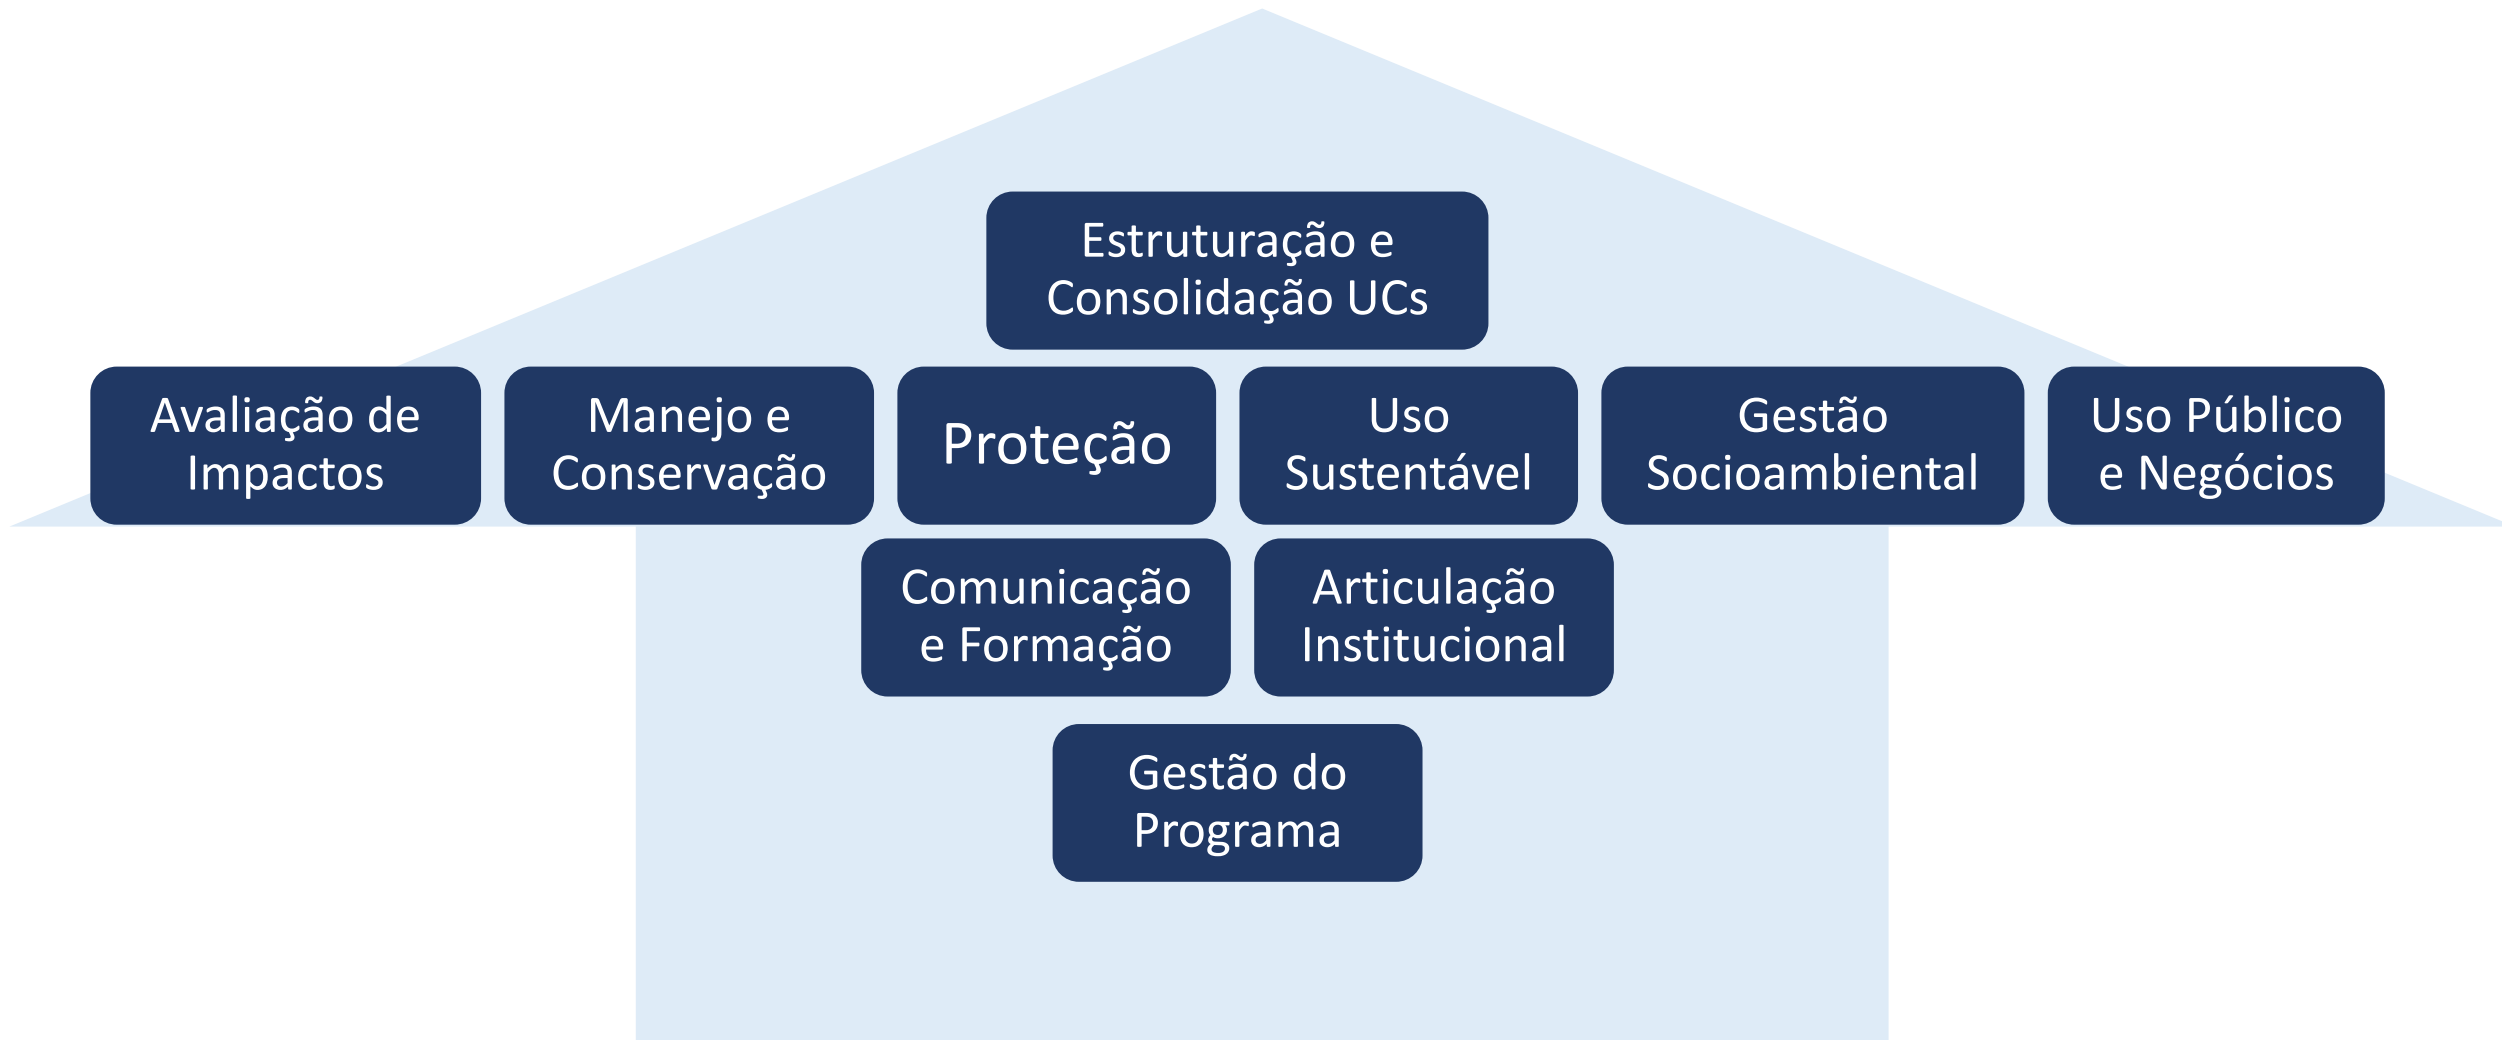 Estruturação e
Consolidação UCs
Avaliação de
Impactos
Manejo e
Conservação
Proteção
Uso
Sustentável
Gestão
Socioambiental
Uso Público
e Negócios
Comunicação
e Formação
Articulação
Institucional
Gestão do
Programa